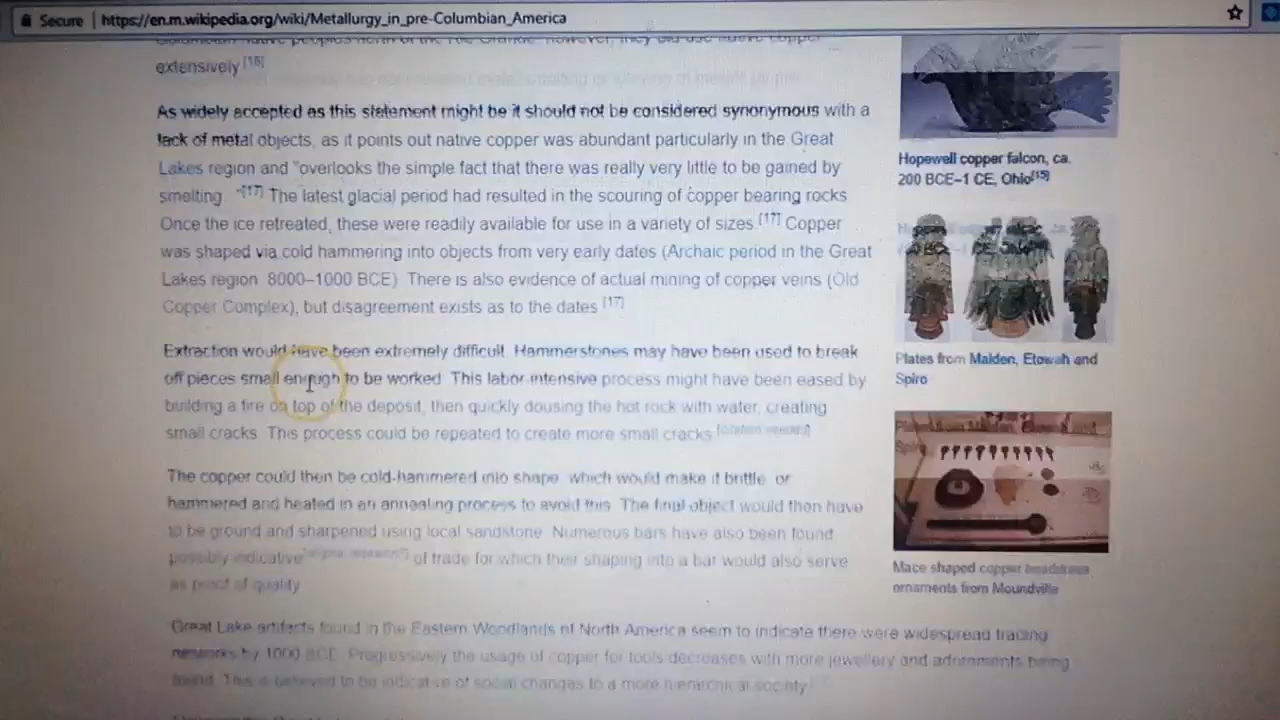 Secure | https://en.m.wikipedia.org/wiki/Metallurgy_in_pre-Columbian_America
extensively [16]
As widely accepted as this statement might be it should not be considered synonymous with a
lack of metal objects, as it points out native copper was abundant particularly in the Great
Lakes region and "overlooks the simple fact that there was really very little to be gained by
smelting "[17] The latest glacial period had resulted in the scouring of copper bearing rocks
Once the ice retreated, these were readily available for use in a variety of sizes.[17] Copper
was shaped via cold hammering into objects from very early dates (Archaic period in the Great
Lakes region 8000–1000 BCE) There is also evidence of actual mining of copper veins (Old
Copper Complex), but disagreement exists as to the dates [17]
Extraction would have been extremely difficult. Hammerstones may have been used to break
off pieces small enough to be worked This labor-intensive process might have been eased by
building a fire on top of the deposit, then quickly dousing the hot rock with water, creating
small cracks This process could be repeated to create more small cracks [citation needed]
The copper could then be cold-hammered into shape which would make it brittle or
hammered and heated in an annealing process to avoid this The final object would then have
to be ground and sharpened using local sandstone Numerous bars have also been found
possibly indicative [original research?] of trade for which their shaping into a bar would also serve
as proof of quality
Great Lake artifacts found in the Eastern Woodlands of North America seem to indicate there were widespread trading
networks by 1000 BCE Progressively the usage of copper for tools decreases with more jewellery and adornments being
found This is believed to be indicative of social changes to a more hierarchical society
Hopewell copper falcon, ca.
200 BCE–1 CE, Ohio[15]
Plates from Malden, Etowah and
Spiro
Mace shaped copper headdress
ornaments from Moundville